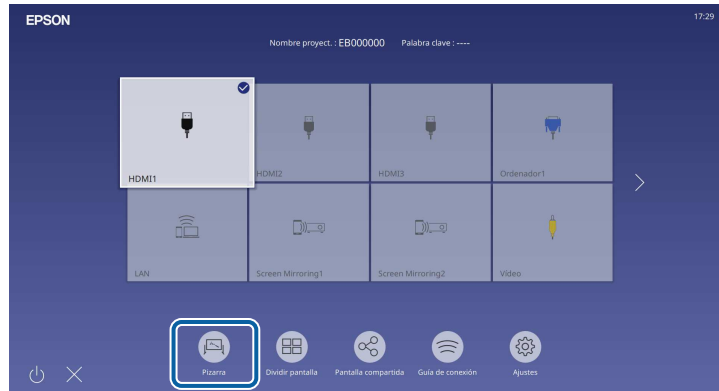 EPSON
17:29
Nombre proyect. : EB000000 Palabra clave : ----
HDMI1
HDMI2
HDMI3
Ordenador1
LAN
Screen Mirroring1
Screen Mirroring2
Vídeo
Pizarra
Dividir pantalla
Pantalla compartida
Guía de conexión
Ajustes